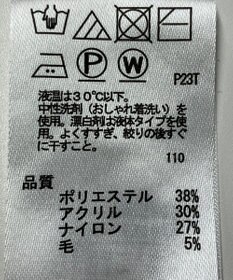 P
W
P23T
液温は30℃以下。
中性洗剤(おしゃれ着洗い)を
使用。漂白剤は液体タイプを使
用。よくすすぎ、絞りの後すぐ
に干すこと。
110
品質
ポリエステル 38%
アクリル 30%
ナイロン 27%
毛 5%